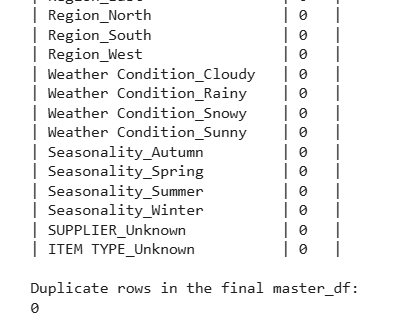 | Region_East | 0 |
| Region_North | 0 |
| Region_South | 0 |
| Region_West | 0 |
| Weather Condition_Cloudy | 0 |
| Weather Condition_Rainy | 0 |
| Weather Condition_Snowy | 0 |
| Weather Condition_Sunny | 0 |
| Seasonality_Autumn | 0 |
| Seasonality_Spring | 0 |
| Seasonality_Summer | 0 |
| Seasonality_Winter | 0 |
| SUPPLIER_Unknown | 0 |
| ITEM TYPE_Unknown | 0 |
Duplicate rows in the final master_df:
0